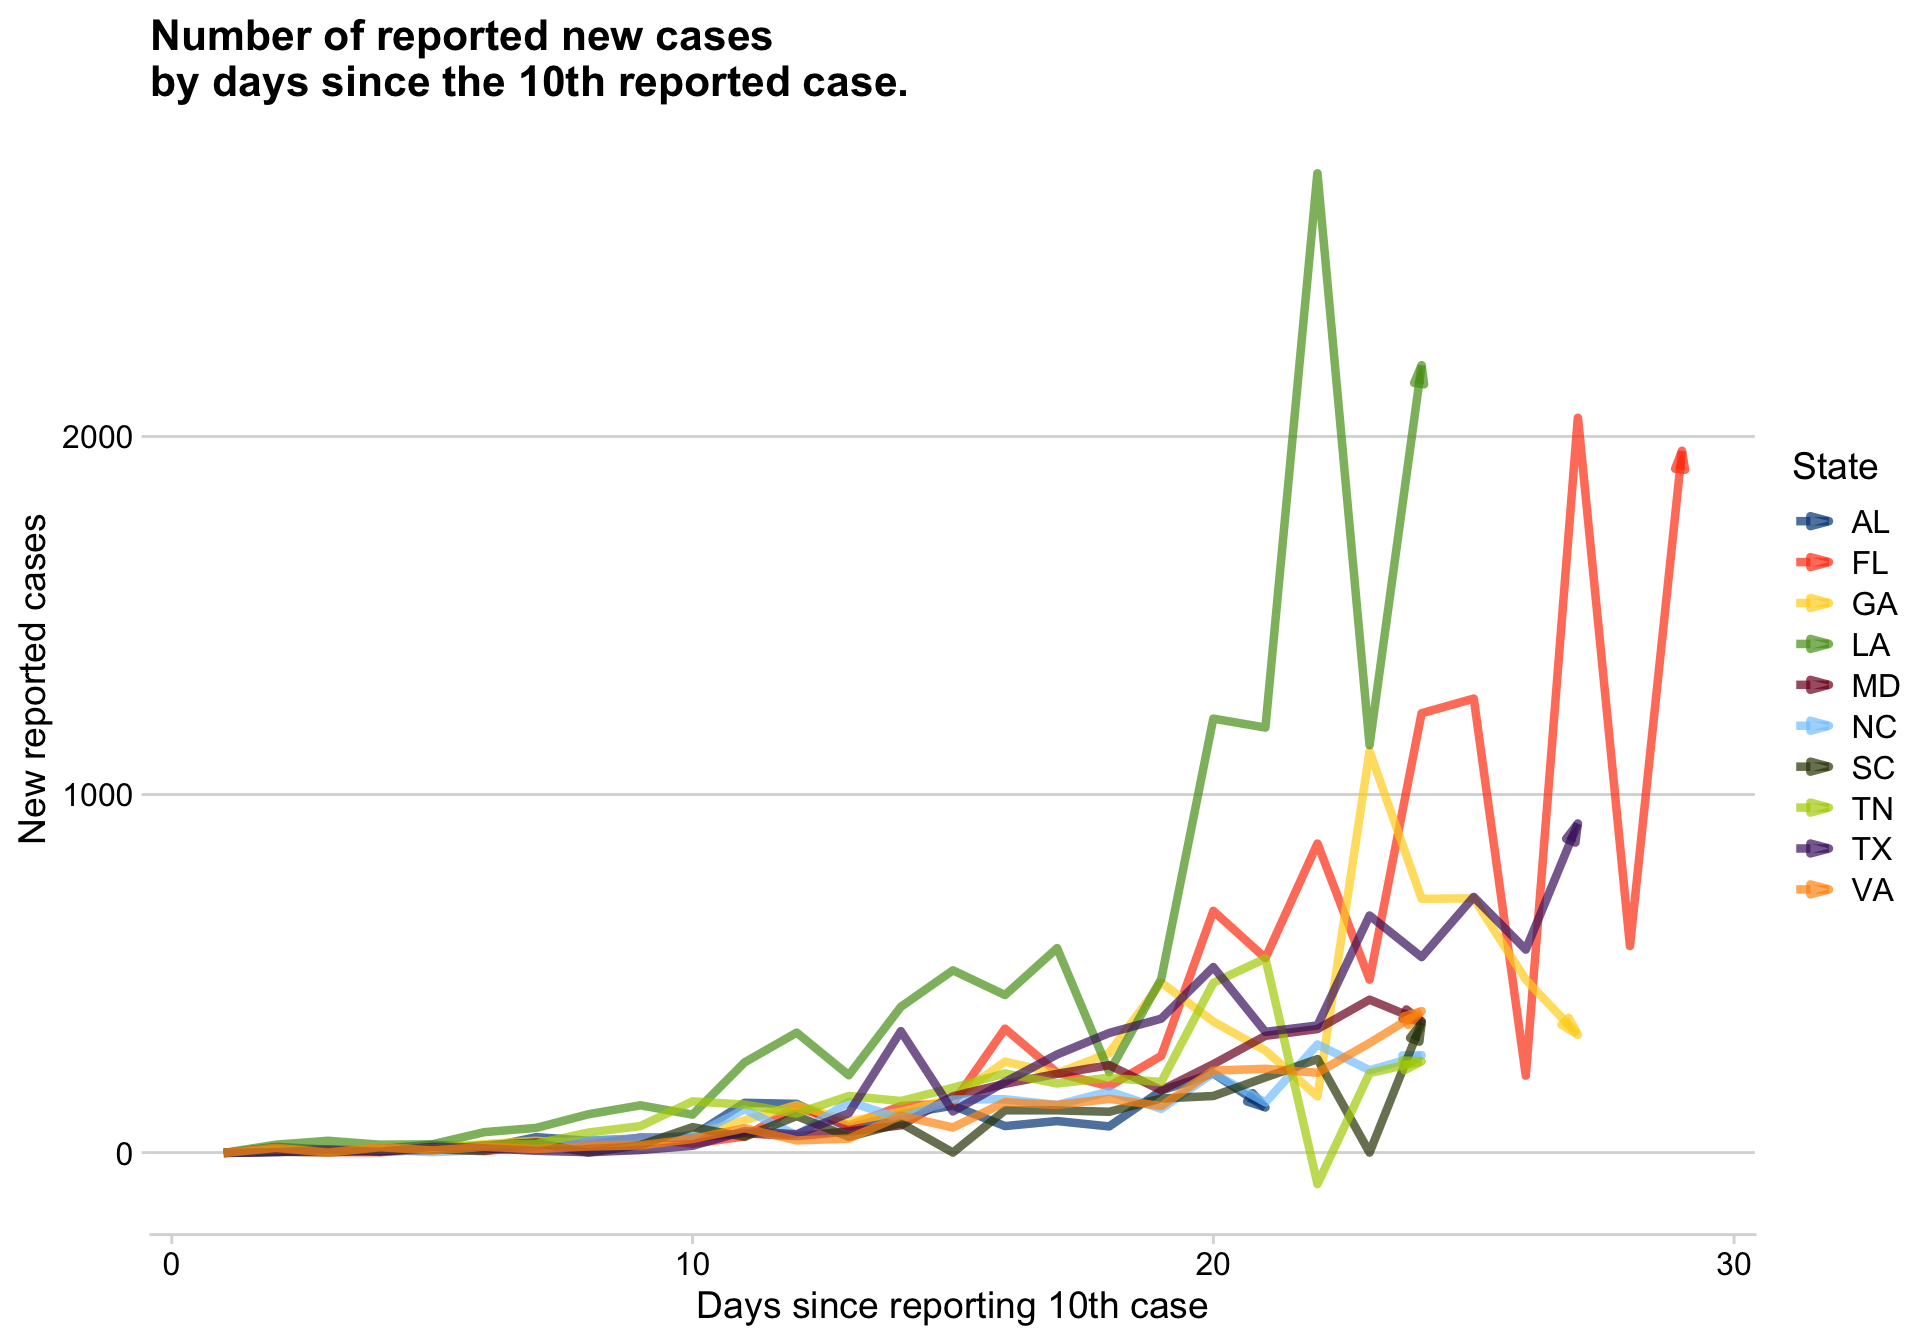 Number of reported new cases
by days since the 10th reported case.
New reported cases
2000
1000
0
0
10
20
30
Days since reporting 10th case
State
AL
FL
GA
LA
MD
NC
SC
TN
TX
VA